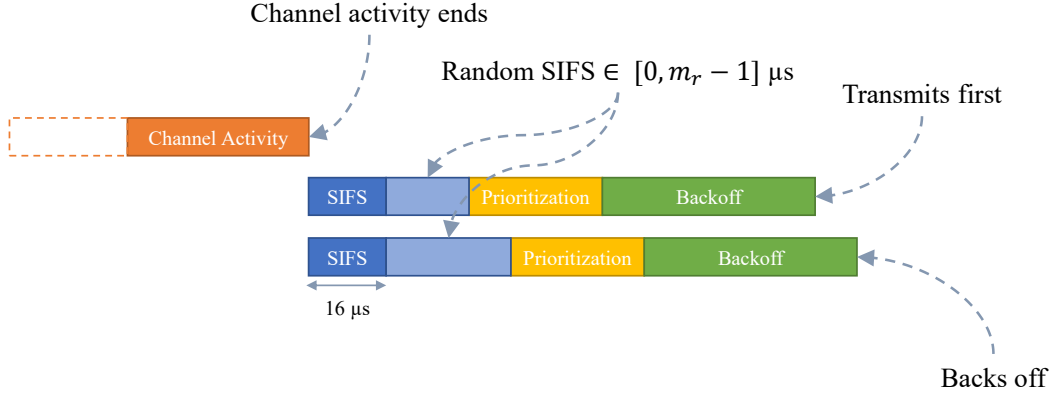 Channel activity ends
Random SIFS ∈ [0, m_r − 1] µs
Transmits first
Channel Activity
SIFS Prioritization Backoff
SIFS Prioritization Backoff
16 µs
Backs off